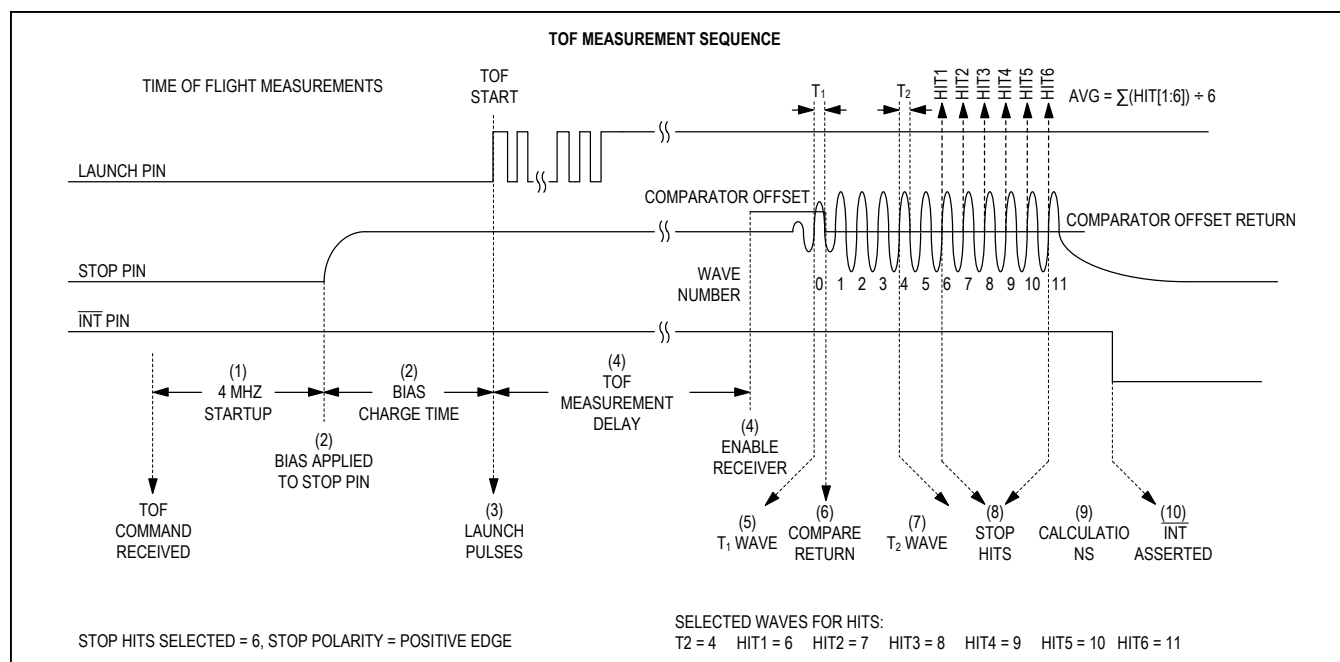 TOF MEASUREMENT SEQUENCE
TIME OF FLIGHT MEASUREMENTS
TOF
START
T1
T2
HIT1
HIT2
HIT3
HIT4
HIT5
HIT6
AVG = ∑(HIT[1:6]) ÷ 6
LAUNCH PIN
COMPARATOR OFFSET
COMPARATOR OFFSET RETURN
STOP PIN
WAVE
NUMBER
0 1 2 3 4 5 6 7 8 9 10 11
INT PIN
(1)
4 MHZ
STARTUP
(2)
BIAS
CHARGE TIME
(4)
TOF
MEASUREMENT
DELAY
(2)
BIAS APPLIED
TO STOP PIN
(4)
ENABLE
RECEIVER
TOF
COMMAND
RECEIVED
(3)
LAUNCH
PULSES
(5)
T1 WAVE
(6)
COMPARE
RETURN
(7)
T2 WAVE
(8)
STOP
HITS
(9)
CALCULATIO
NS
(10)
INT
ASSERTED
STOP HITS SELECTED = 6, STOP POLARITY = POSITIVE EDGE
SELECTED WAVES FOR HITS:
T2 = 4 HIT1 = 6 HIT2 = 7 HIT3 = 8 HIT4 = 9 HIT5 = 10 HIT6 = 11